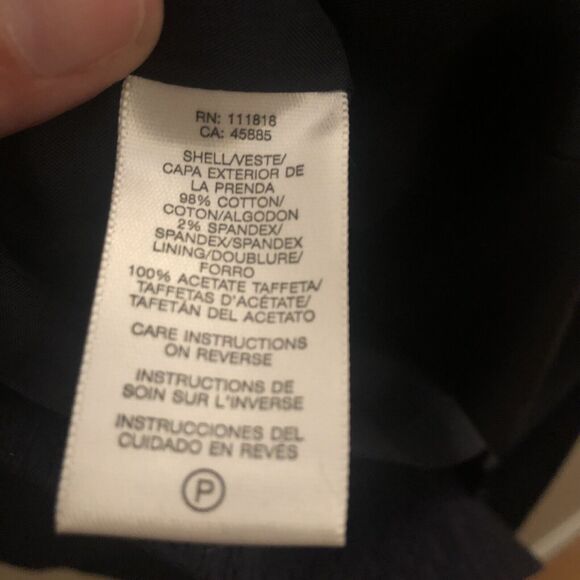 RN: 111818
CA: 45885
SHELL/VESTE/
CAPA EXTERIOR DE
LA PRENDA
98% COTTON/
COTON/ALGODON
2% SPANDEX/
SPANDEX/SPANDEX
LINING/DOUBLURE/
FORRO
100% ACETATE TAFFETA/
TAFFETAS D'ACÉTATE/
TAFETÁN DEL ACETATO
CARE INSTRUCTIONS
ON REVERSE
INSTRUCTIONS DE
SOIN SUR L'INVERSE
INSTRUCCIONES DEL
CUIDADO EN REVÉS
P